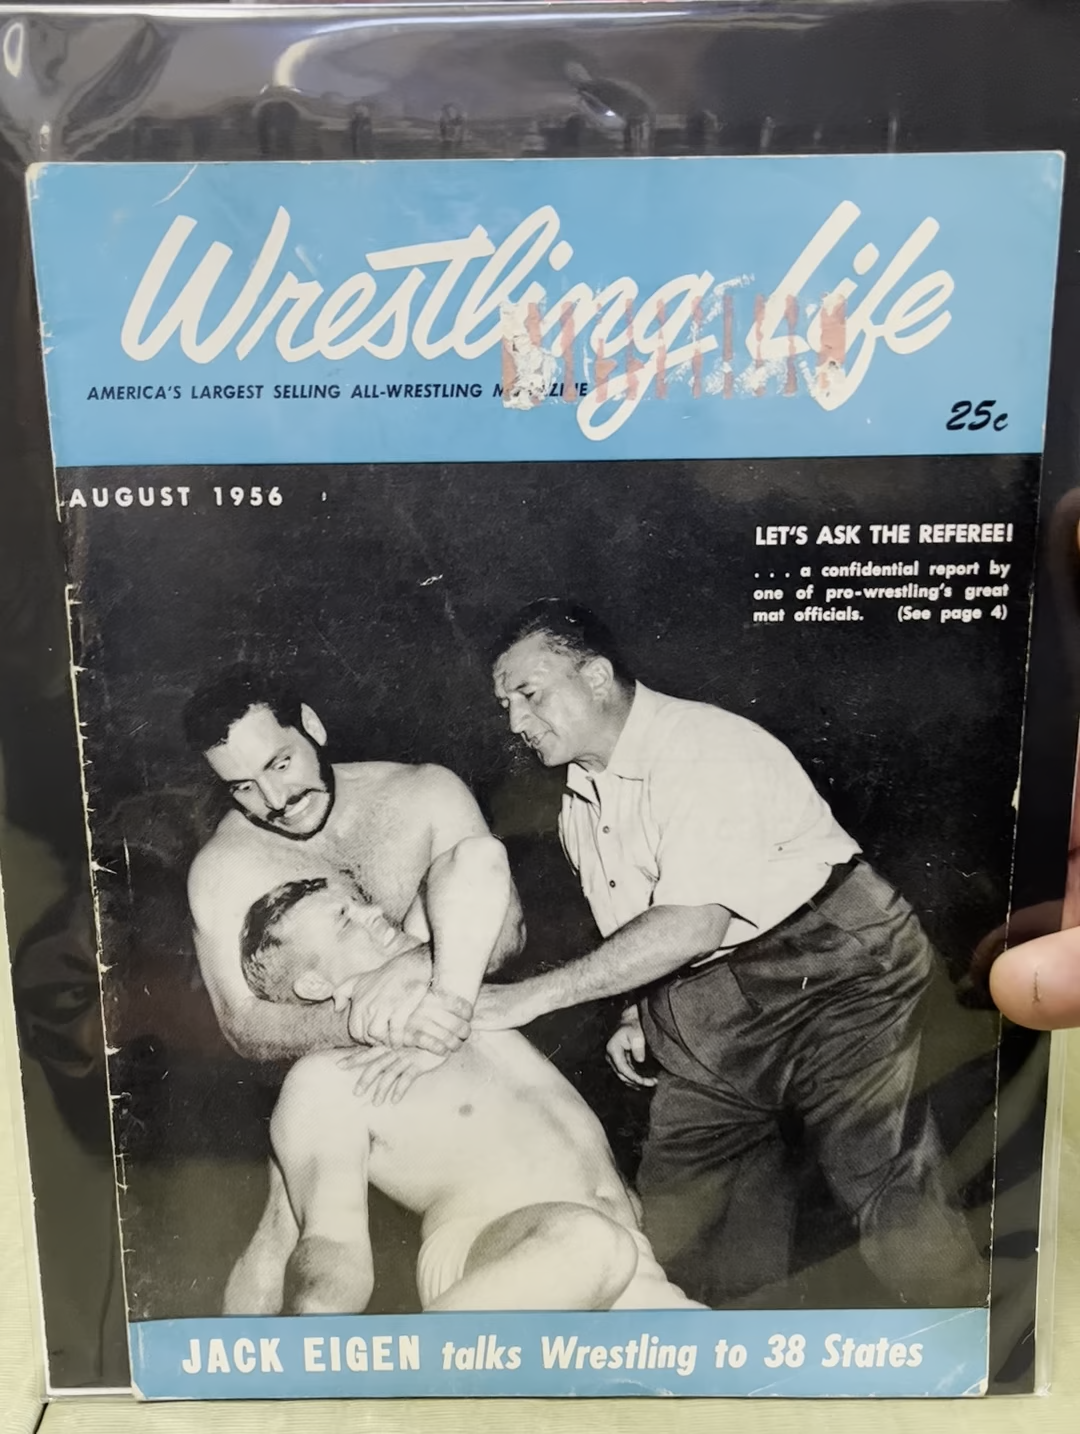 Wrestling Life
AMERICA'S LARGEST SELLING ALL-WRESTLING MAGAZINE
25c
AUGUST 1956
LET'S ASK THE REFEREE!
. . . a confidential report by
one of pro-wrestling's great
mat officials. (See page 4)
JACK EIGEN talks Wrestling to 38 States